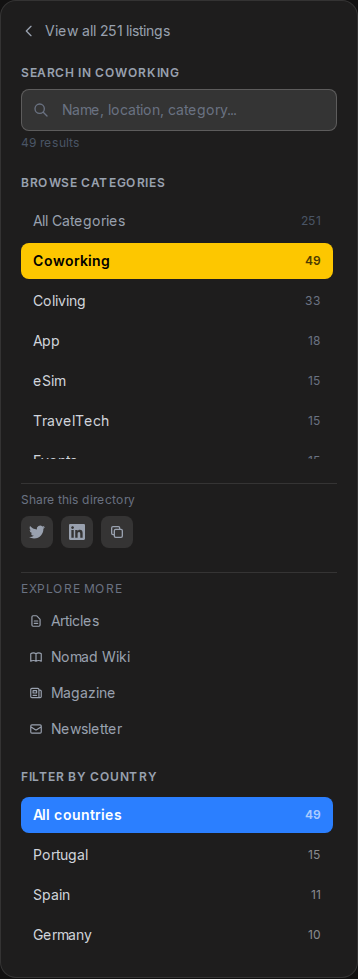 View all 251 listings
SEARCH IN COWORKING
Name, location, category...
49 results
BROWSE CATEGORIES
All Categories 251
Coworking 49
Coliving 33
App 18
eSim 15
TravelTech 15
Events 15
Share this directory
EXPLORE MORE
Articles
Nomad Wiki
Magazine
Newsletter
FILTER BY COUNTRY
All countries 49
Portugal 15
Spain 11
Germany 10